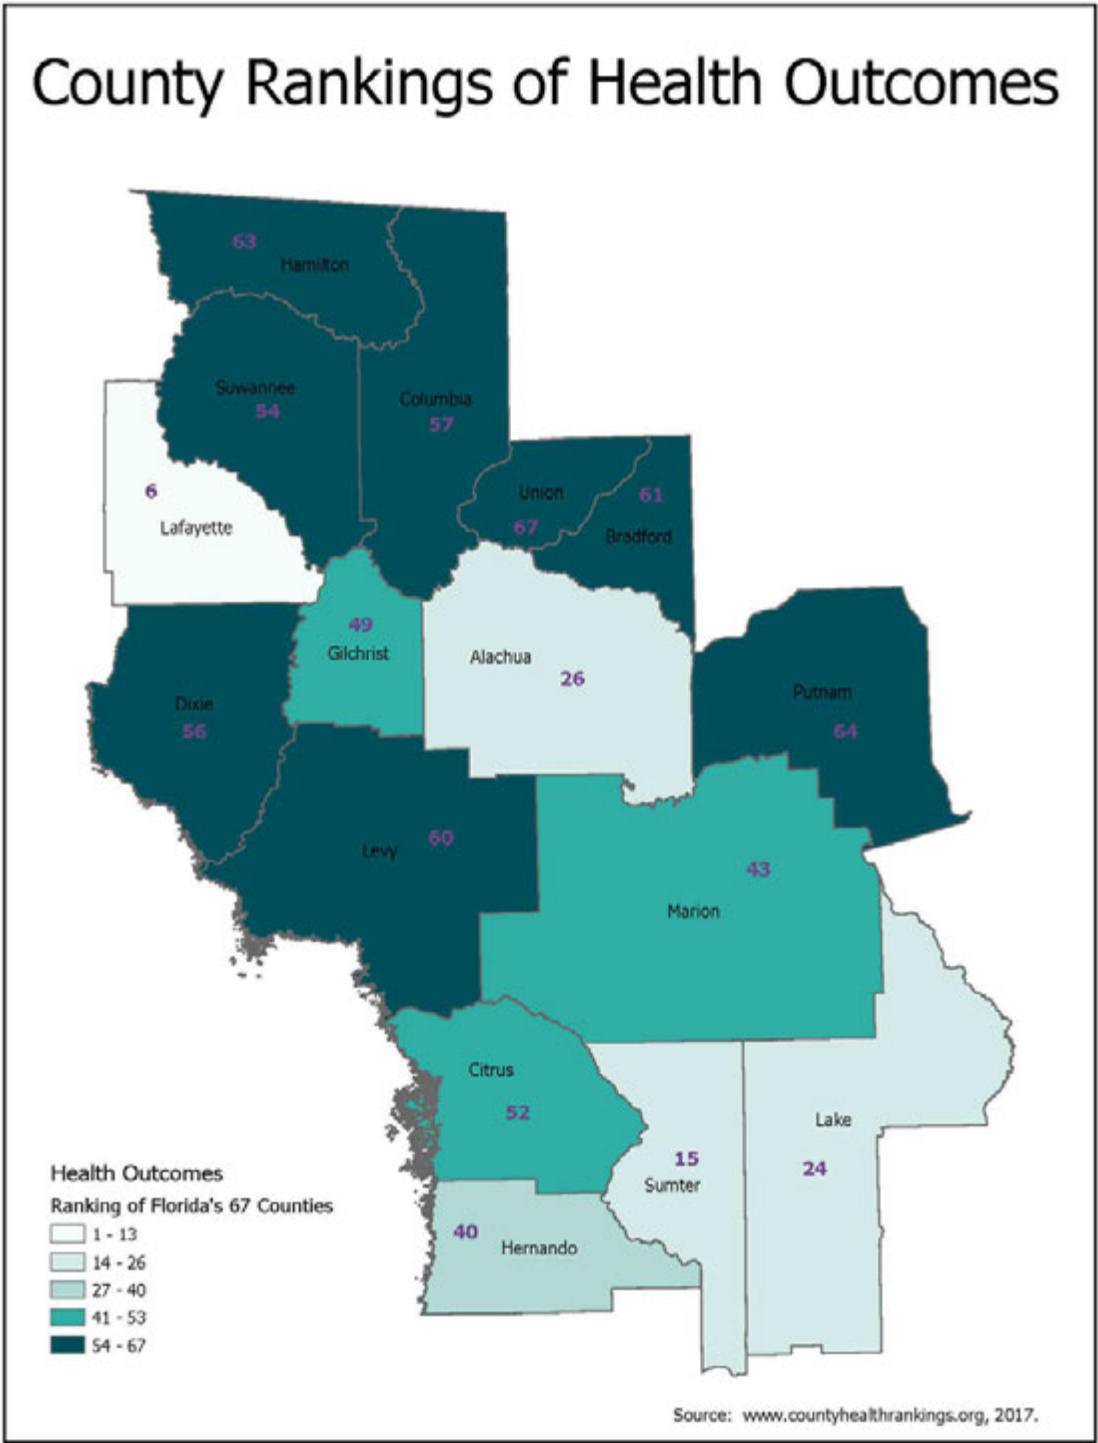 County Rankings of Health Outcomes
63
Hamilton
Suwannee
54
Columbia
57
6
Lafayette
Union
67
61
Bradford
49
Gilchrist
Alachua
26
Dixie
56
Putnam
64
Levy
60
43
Marion
Citrus
52
Lake
24
15
Sumter
40
Hernando
Health Outcomes
Ranking of Florida's 67 Counties
1 - 13
14 - 26
27 - 40
41 - 53
54 - 67
Source: www.countyhealthrankings.org, 2017.